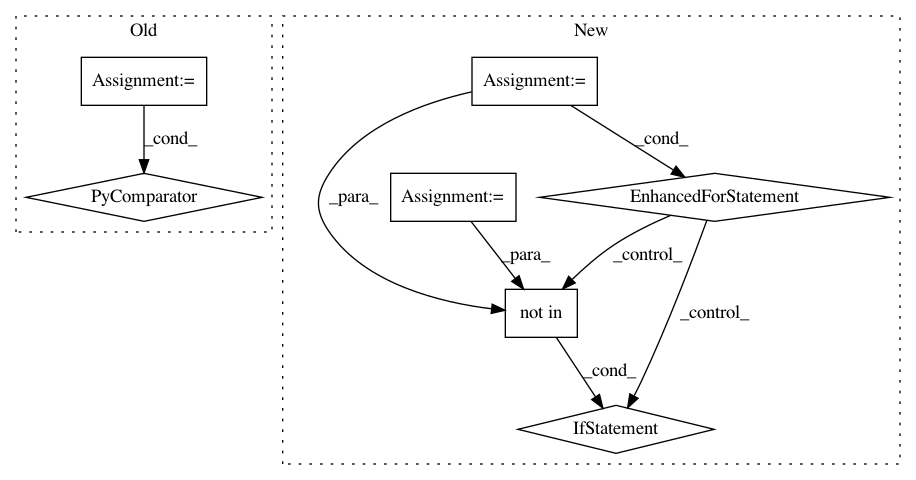 Old
New
Assignment:=
Assignment:=
_cond_
_cond_
PyComparator
_para_
Assignment:=
EnhancedForStatement
_para_
_control_
not in
_control_
_cond_
IfStatement